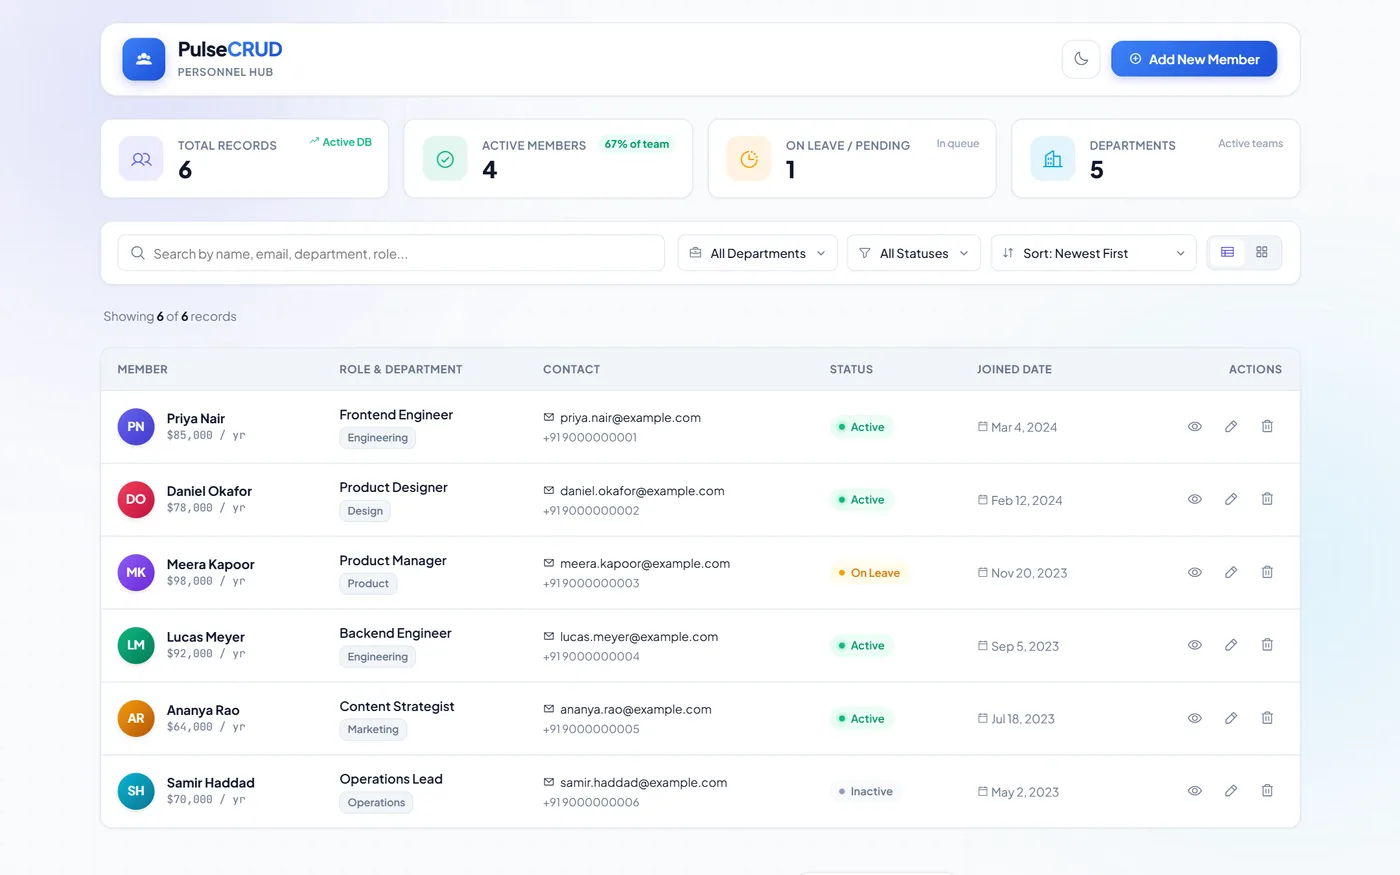 PulseCRUD
PERSONNEL HUB
Add New Member
TOTAL RECORDS
Active DB
6
ACTIVE MEMBERS
67% of team
4
ON LEAVE / PENDING
In queue
1
DEPARTMENTS
Active teams
5
Search by name, email, department, role...
All Departments
All Statuses
Sort: Newest First
Showing 6 of 6 records
MEMBER ROLE & DEPARTMENT CONTACT STATUS JOINED DATE ACTIONS
PN
Priya Nair
$85,000 / yr
Frontend Engineer
Engineering
priya.nair@example.com
+919000000001
Active
Mar 4, 2024
DO
Daniel Okafor
$78,000 / yr
Product Designer
Design
daniel.okafor@example.com
+919000000002
Active
Feb 12, 2024
MK
Meera Kapoor
$98,000 / yr
Product Manager
Product
meera.kapoor@example.com
+919000000003
On Leave
Nov 20, 2023
LM
Lucas Meyer
$92,000 / yr
Backend Engineer
Engineering
lucas.meyer@example.com
+919000000004
Active
Sep 5, 2023
AR
Ananya Rao
$64,000 / yr
Content Strategist
Marketing
ananya.rao@example.com
+919000000005
Active
Jul 18, 2023
SH
Samir Haddad
$70,000 / yr
Operations Lead
Operations
samir.haddad@example.com
+919000000006
Inactive
May 2, 2023